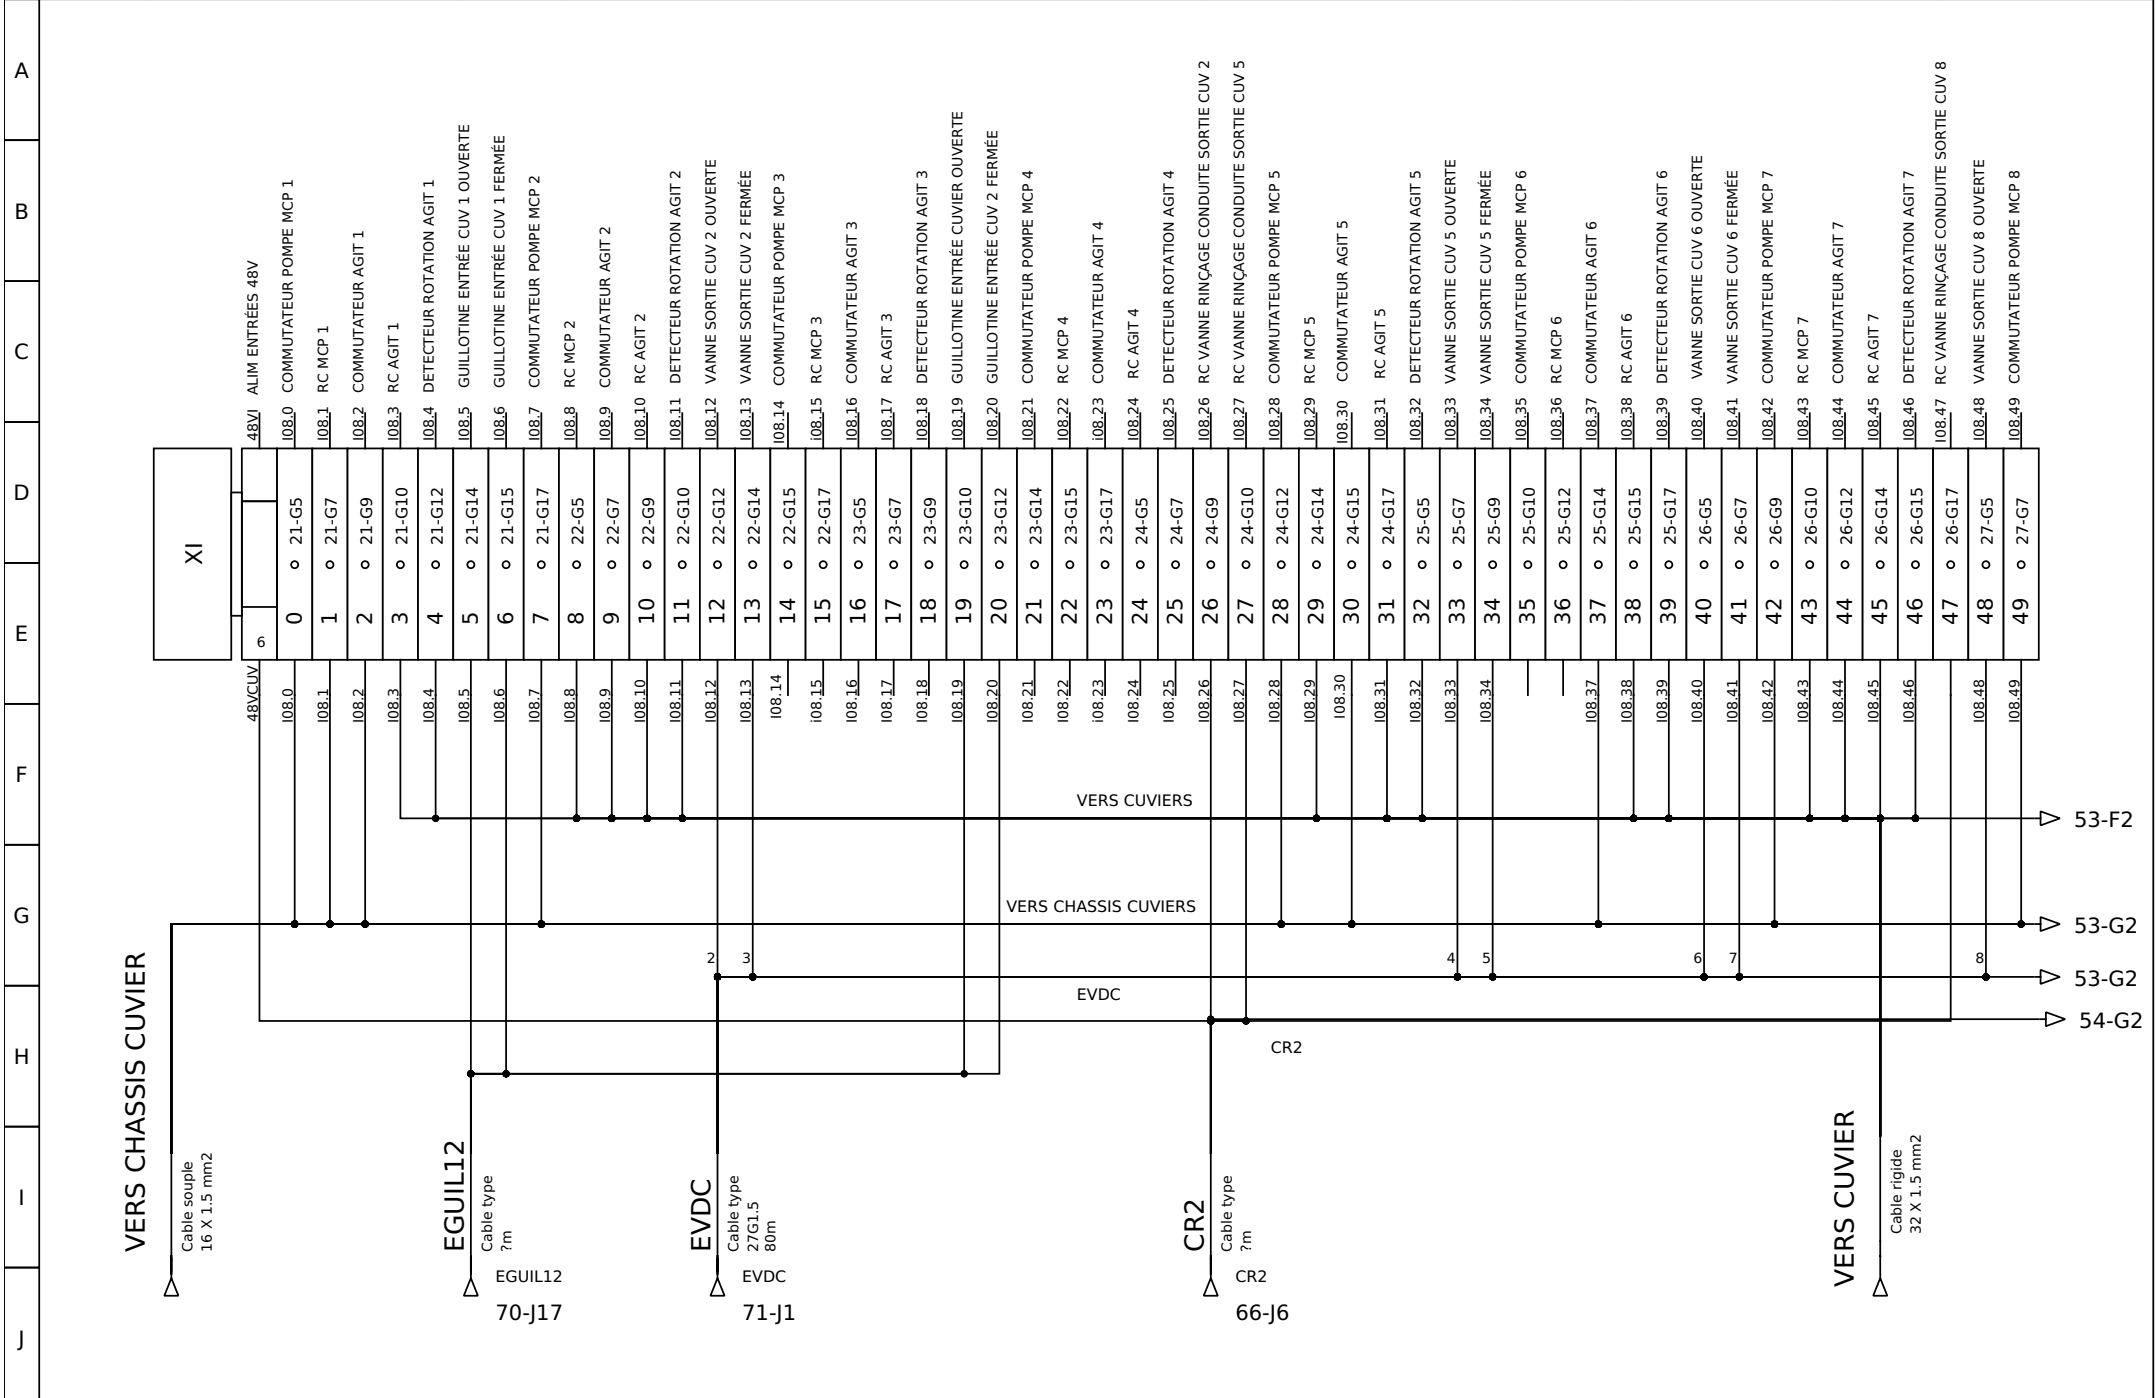 A
B
C
D
E
F
G
H
I
J
ALIM ENTRÉES 48V
COMMUTATEUR POMPE MCP 1
RC MCP 1
COMMUTATEUR AGIT 1
RC AGIT 1
DETECTEUR ROTATION AGIT 1
GUILLOTINE ENTRÉE CUV 1 OUVERTE
GUILLOTINE ENTRÉE CUV 1 FERMÉE
COMMUTATEUR POMPE MCP 2
RC MCP 2
COMMUTATEUR AGIT 2
RC AGIT 2
DETECTEUR ROTATION AGIT 2
VANNE SORTIE CUV 2 OUVERTE
VANNE SORTIE CUV 2 FERMÉE
COMMUTATEUR POMPE MCP 3
RC MCP 3
COMMUTATEUR AGIT 3
RC AGIT 3
DETECTEUR ROTATION AGIT 3
GUILLOTINE ENTRÉE CUVIER OUVERTE
GUILLOTINE ENTRÉE CUV 2 FERMÉE
COMMUTATEUR POMPE MCP 4
RC MCP 4
COMMUTATEUR AGIT 4
RC AGIT 4
DETECTEUR ROTATION AGIT 4
RC VANNE RINÇAGE CONDUITE SORTIE CUV 2
RC VANNE RINÇAGE CONDUITE SORTIE CUV 5
COMMUTATEUR POMPE MCP 5
RC MCP 5
COMMUTATEUR AGIT 5
RC AGIT 5
DETECTEUR ROTATION AGIT 5
VANNE SORTIE CUV 5 OUVERTE
VANNE SORTIE CUV 5 FERMÉE
COMMUTATEUR POMPE MCP 6
RC MCP 6
COMMUTATEUR AGIT 6
RC AGIT 6
DETECTEUR ROTATION AGIT 6
VANNE SORTIE CUV 6 OUVERTE
VANNE SORTIE CUV 6 FERMÉE
COMMUTATEUR POMPE MCP 7
RC MCP 7
COMMUTATEUR AGIT 7
RC AGIT 7
DETECTEUR ROTATION AGIT 7
RC VANNE RINÇAGE CONDUITE SORTIE CUV 8
VANNE SORTIE CUV 8 OUVERTE
COMMUTATEUR POMPE MCP 8
48VI
I08.0
I08.1
I08.2
I08.3
I08.4
I08.5
I08.6
I08.7
I08.8
I08.9
I08.10
I08.11
I08.12
I08.13
I08.14
i08.15
I08.16
I08.17
I08.18
I08.19
I08.20
I08.21
I08.22
i08.23
I08.24
I08.25
I08.26
I08.27
I08.28
I08.29
I08.30
I08.31
I08.32
I08.33
I08.34
I08.35
I08.36
I08.37
I08.38
I08.39
I08.40
I08.41
I08.42
I08.43
I08.44
I08.45
I08.46
I08.47
I08.48
I08.49
XI
6
0 21-G5
1 21-G7
2 21-G9
3 21-G10
4 21-G12
5 21-G14
6 21-G15
7 21-G17
8 22-G5
9 22-G7
10 22-G9
11 22-G10
12 22-G12
13 22-G14
14 22-G15
15 22-G17
16 23-G5
17 23-G7
18 23-G9
19 23-G10
20 23-G12
21 23-G14
22 23-G15
23 23-G17
24 24-G5
25 24-G7
26 24-G9
27 24-G10
28 24-G12
29 24-G14
30 24-G15
31 24-G17
32 25-G5
33 25-G7
34 25-G9
35 25-G10
36 25-G12
37 25-G14
38 25-G15
39 25-G17
40 26-G5
41 26-G7
42 26-G9
43 26-G10
44 26-G12
45 26-G14
46 26-G15
47 26-G17
48 27-G5
49 27-G7
48VCUV
I08.0
I08.1
I08.2
I08.3
I08.4
I08.5
I08.6
I08.7
I08.8
I08.9
I08.10
I08.11
I08.12
I08.13
I08.14
i08.15
I08.16
I08.17
I08.18
I08.19
I08.20
I08.21
I08.22
i08.23
I08.24
I08.25
I08.26
I08.27
I08.28
I08.29
I08.30
I08.31
I08.32
I08.33
I08.34
I08.37
I08.38
I08.39
I08.40
I08.41
I08.42
I08.43
I08.44
I08.45
I08.46
I08.48
I08.49
VERS CUVIERS
53-F2
VERS CHASSIS CUVIERS
53-G2
2
3
4
5
6
7
8
53-G2
EVDC
54-G2
CR2
VERS CHASSIS CUVIER
Cable souple
16 X 1.5 mm2
EGUIL12
Cable type
?m
EGUIL12
70-J17
EVDC
Cable type
27G1.5
80m
EVDC
71-J1
CR2
Cable type
?m
CR2
66-J6
VERS CUVIER
Cable rigide
32 X 1.5 mm2